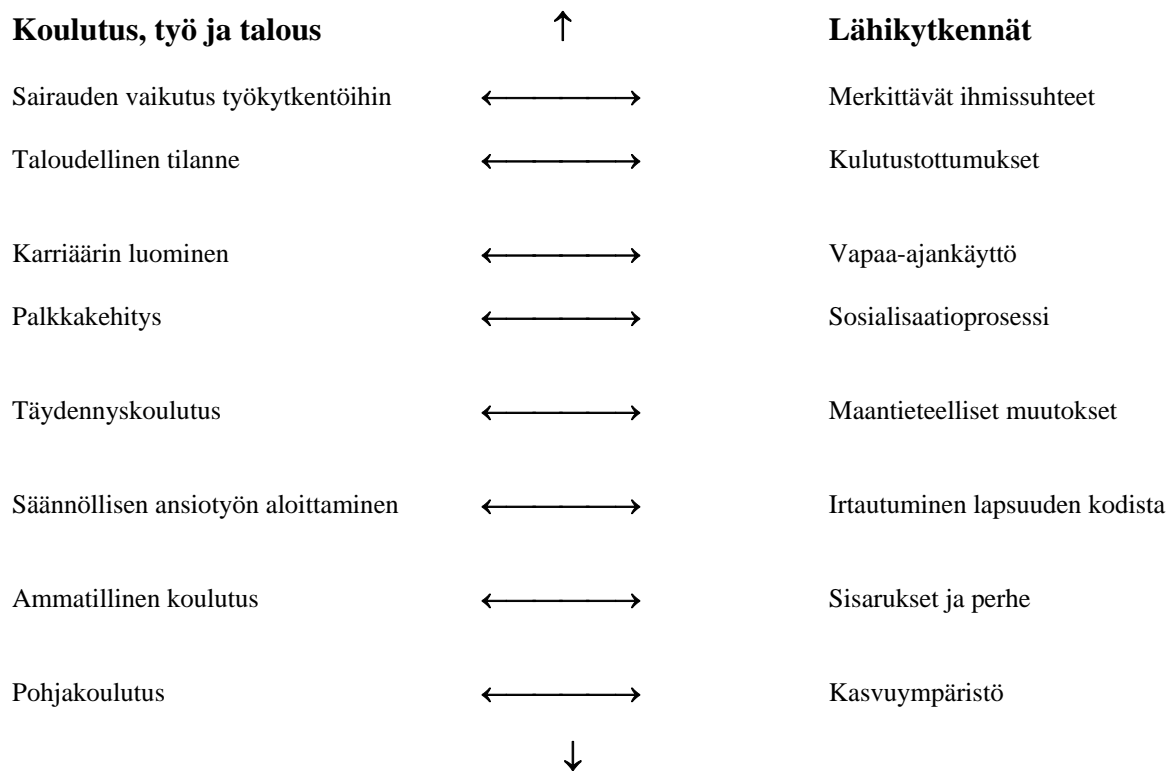 Koulutus, työ ja talous ↑ Lähikytkennät
Sairauden vaikutus työkytkentöihin ←→ Merkittävät ihmissuhteet
Taloudellinen tilanne ←→ Kulutustottumukset
Karriäärin luominen ←→ Vapaa-ajankäyttö
Palkkakehitys ←→ Sosialisaatioprosessi
Täydennyskoulutus ←→ Maantieteelliset muutokset
Säännöllisen ansiotyön aloittaminen ←→ Irtautuminen lapsuuden kodista
Ammatillinen koulutus ←→ Sisarukset ja perhe
Pohjakoulutus ←→ Kasvuympäristö
↓